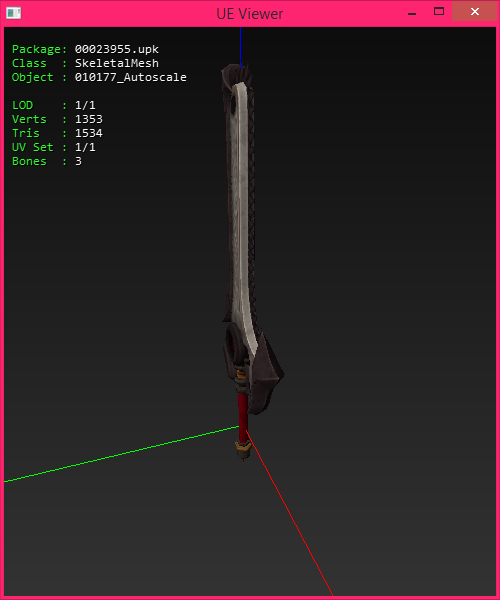 UE Viewer
Package: 00023955.upk
Class  : SkeletalMesh
Object : 010177_Autoscale
LOD    : 1/1
Verts  : 1353
Tris   : 1534
UV Set : 1/1
Bones  : 3